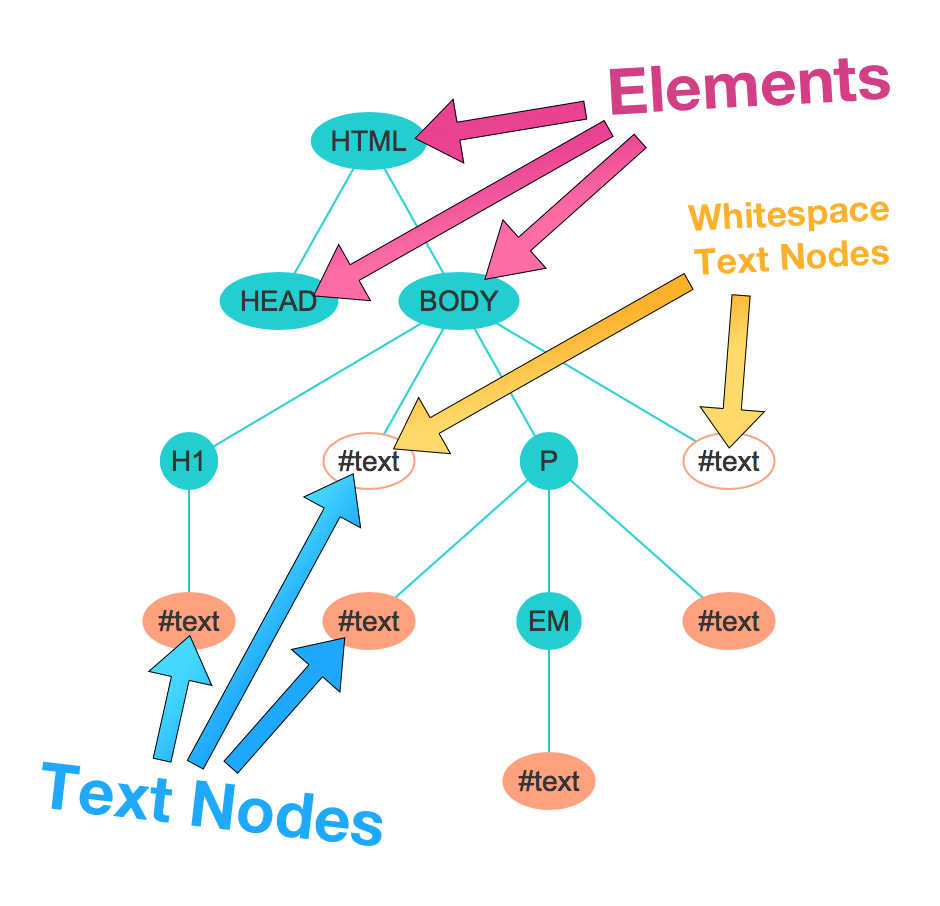 Elements
HTML
Whitespace
Text Nodes
HEAD
BODY
H1
#text
P
#text
#text
#text
EM
#text
#text
Text Nodes